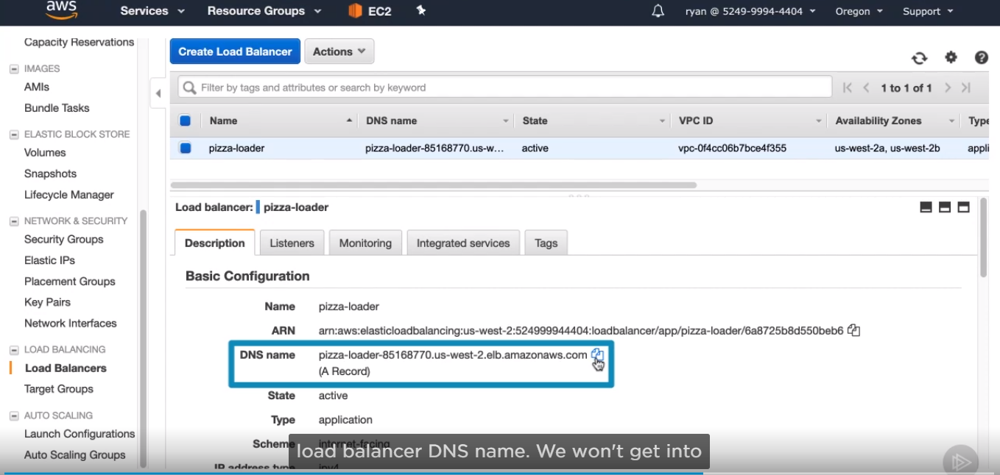 aws Services Resource Groups EC2 ryan @ 5249-9994-4404 Oregon Support
Capacity Reservations
IMAGES
AMIs
Bundle Tasks
ELASTIC BLOCK STORE
Volumes
Snapshots
Lifecycle Manager
NETWORK & SECURITY
Security Groups
Elastic IPs
Placement Groups
Key Pairs
Network Interfaces
LOAD BALANCING
Load Balancers
Target Groups
AUTO SCALING
Launch Configurations
Auto Scaling Groups
Create Load Balancer Actions
Filter by tags and attributes or search by keyword 1 to 1 of 1
Name DNS name State VPC ID Availability Zones Type
pizza-loader pizza-loader-85168770.us-w... active vpc-0f4cc06b7bce4f355 us-west-2a, us-west-2b appli
Load balancer: pizza-loader
Description Listeners Monitoring Integrated services Tags
Basic Configuration
Name pizza-loader
ARN arn:aws:elasticloadbalancing:us-west-2:524999944404:loadbalancer/app/pizza-loader/6a8725b8d550beb6
DNS name pizza-loader-85168770.us-west-2.elb.amazonaws.com
(A Record)
State active
Type application
Scheme internet-facing
load balancer DNS name. We won't get into
IP address type ipv4